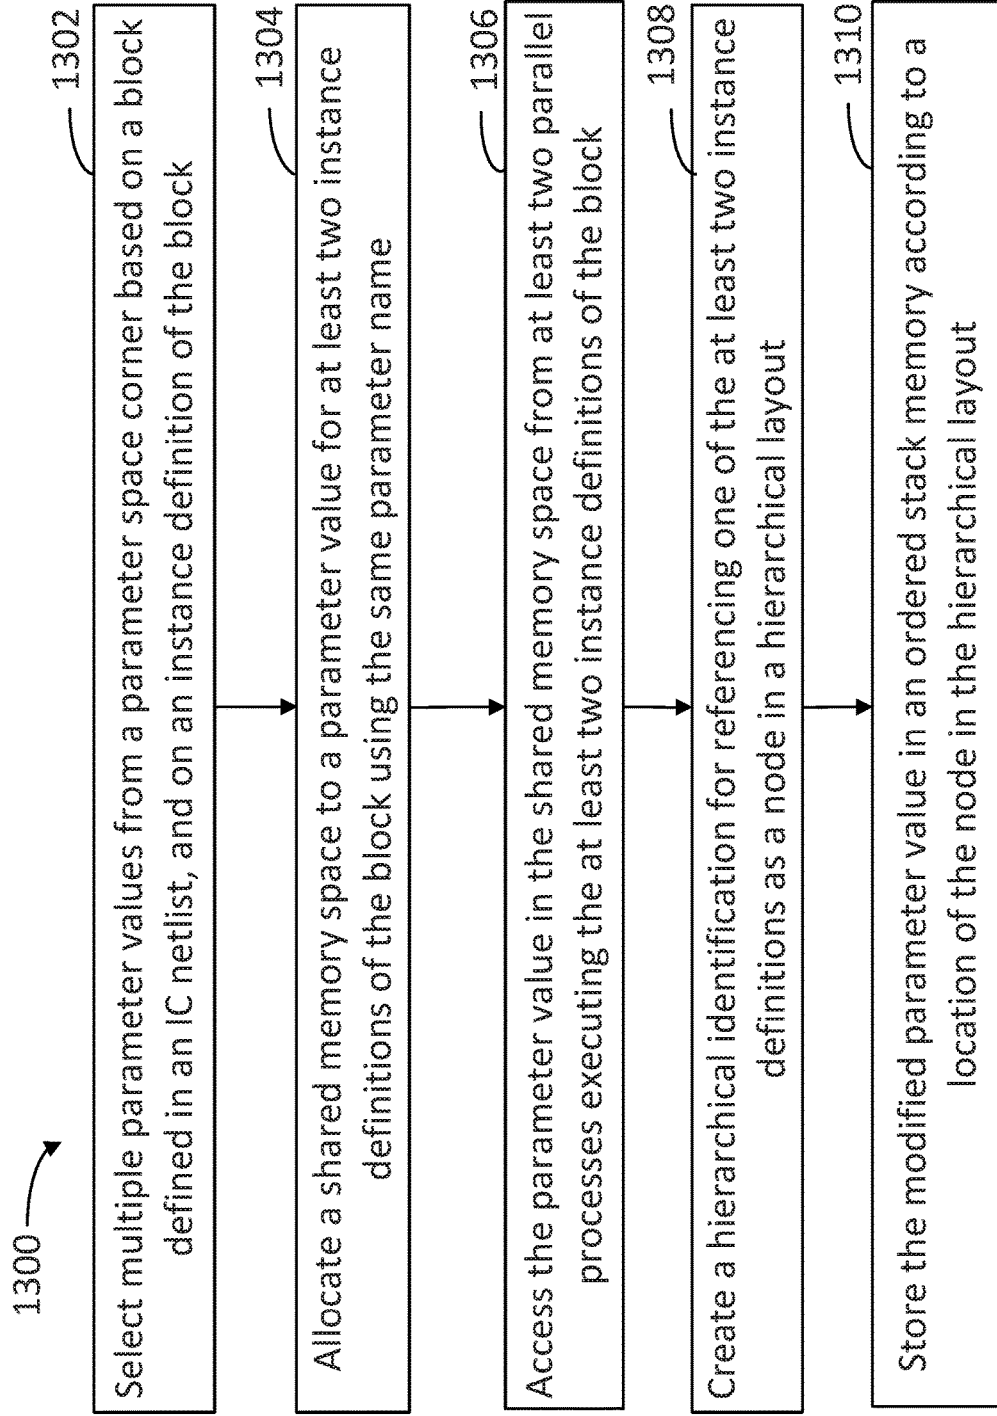 1300
1302
Select multiple parameter values from a parameter space corner based on a block
defined in an IC netlist, and on an instance definition of the block
1304
Allocate a shared memory space to a parameter value for at least two instance
definitions of the block using the same parameter name
1306
Access the parameter value in the shared memory space from at least two parallel
processes executing the at least two instance definitions of the block
1308
Create a hierarchical identification for referencing one of the at least two instance
definitions as a node in a hierarchical layout
1310
Store the modified parameter value in an ordered stack memory according to a
location of the node in the hierarchical layout